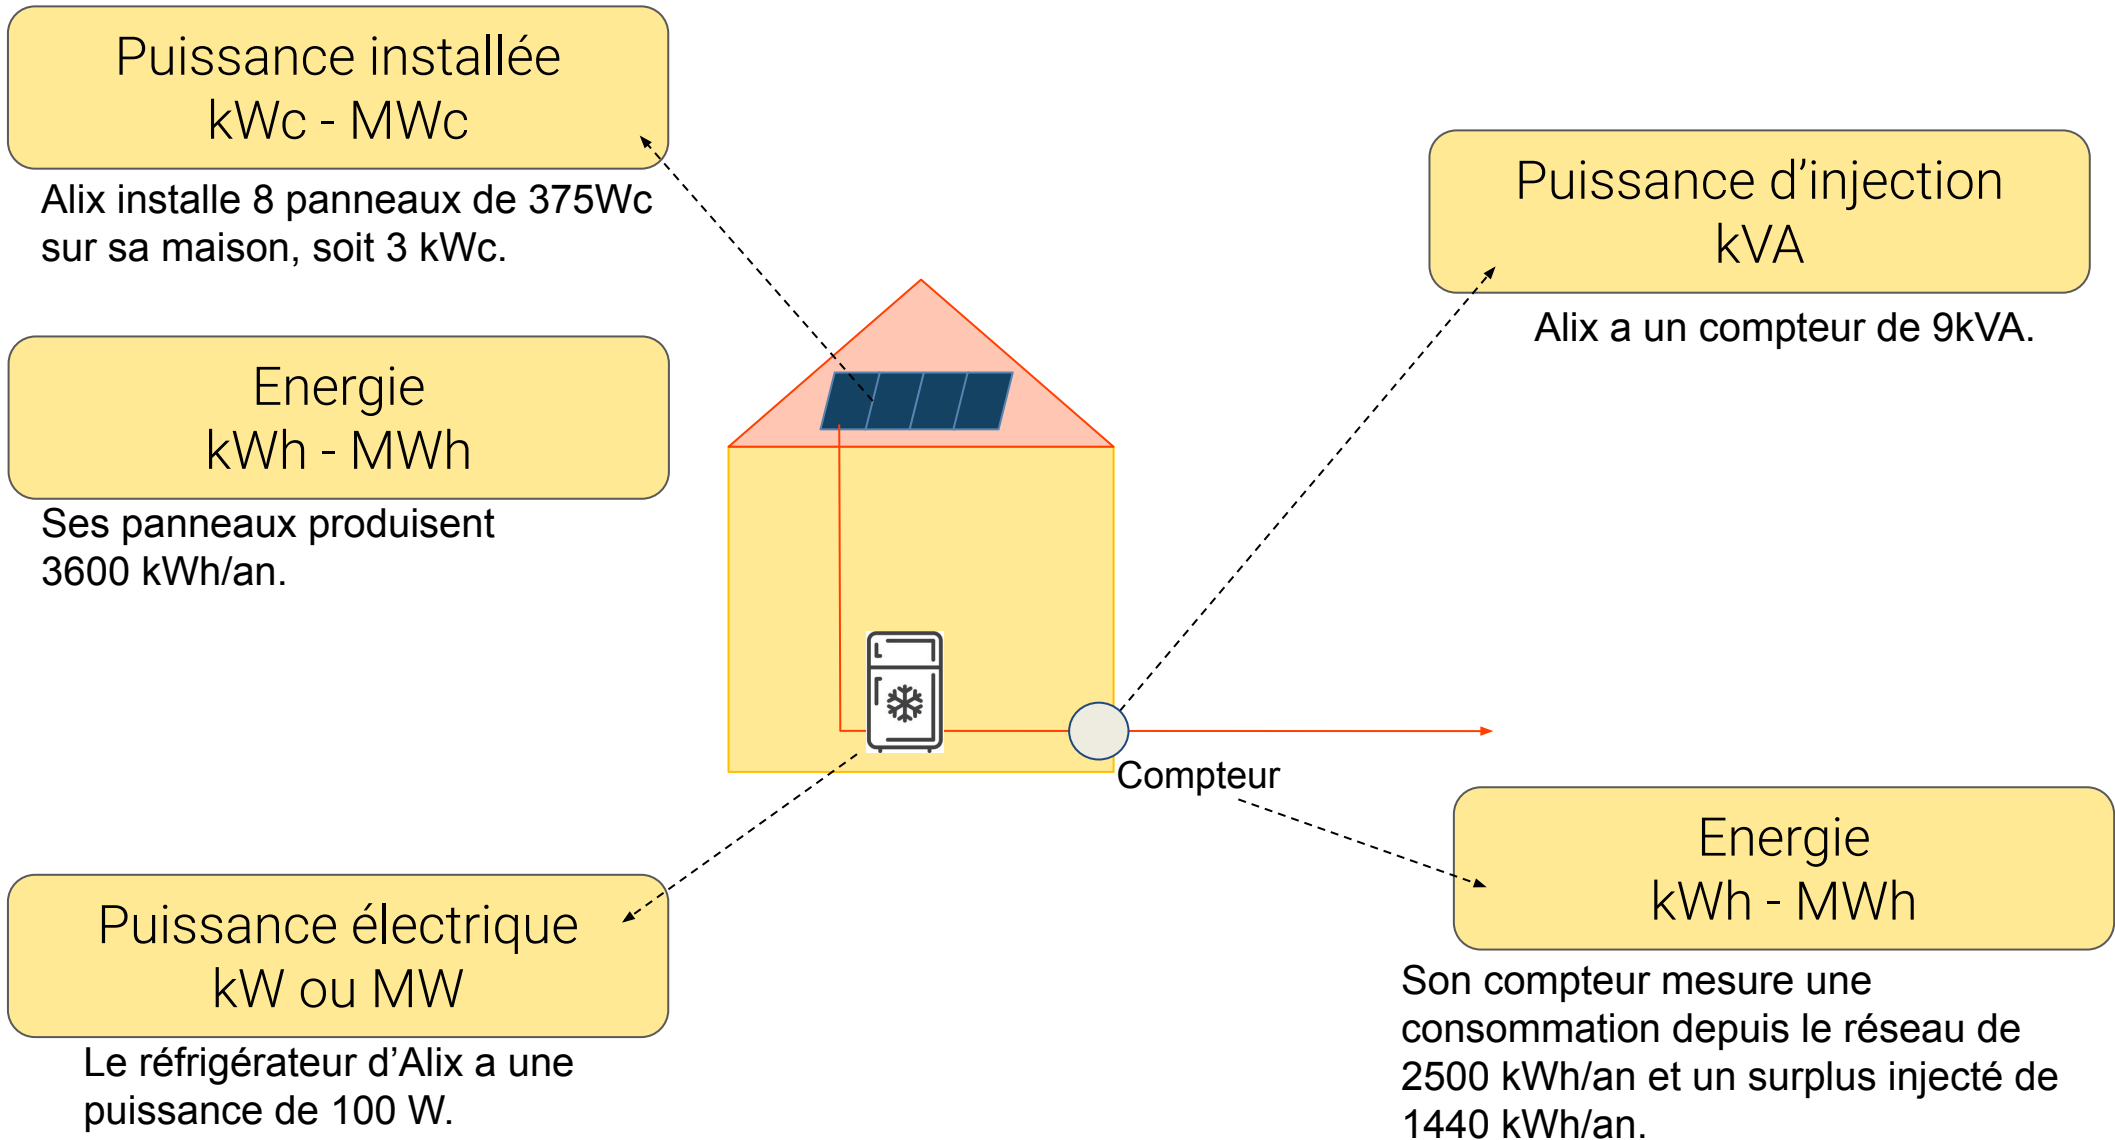 Puissance installée
kWc - MWc
Alix installe 8 panneaux de 375Wc
sur sa maison, soit 3 kWc.
Puissance d’injection
kVA
Alix a un compteur de 9kVA.
Energie
kWh - MWh
Ses panneaux produisent
3600 kWh/an.
Compteur
Puissance électrique
kW ou MW
Le réfrigérateur d’Alix a une
puissance de 100 W.
Energie
kWh - MWh
Son compteur mesure une
consommation depuis le réseau de
2500 kWh/an et un surplus injecté de
1440 kWh/an.